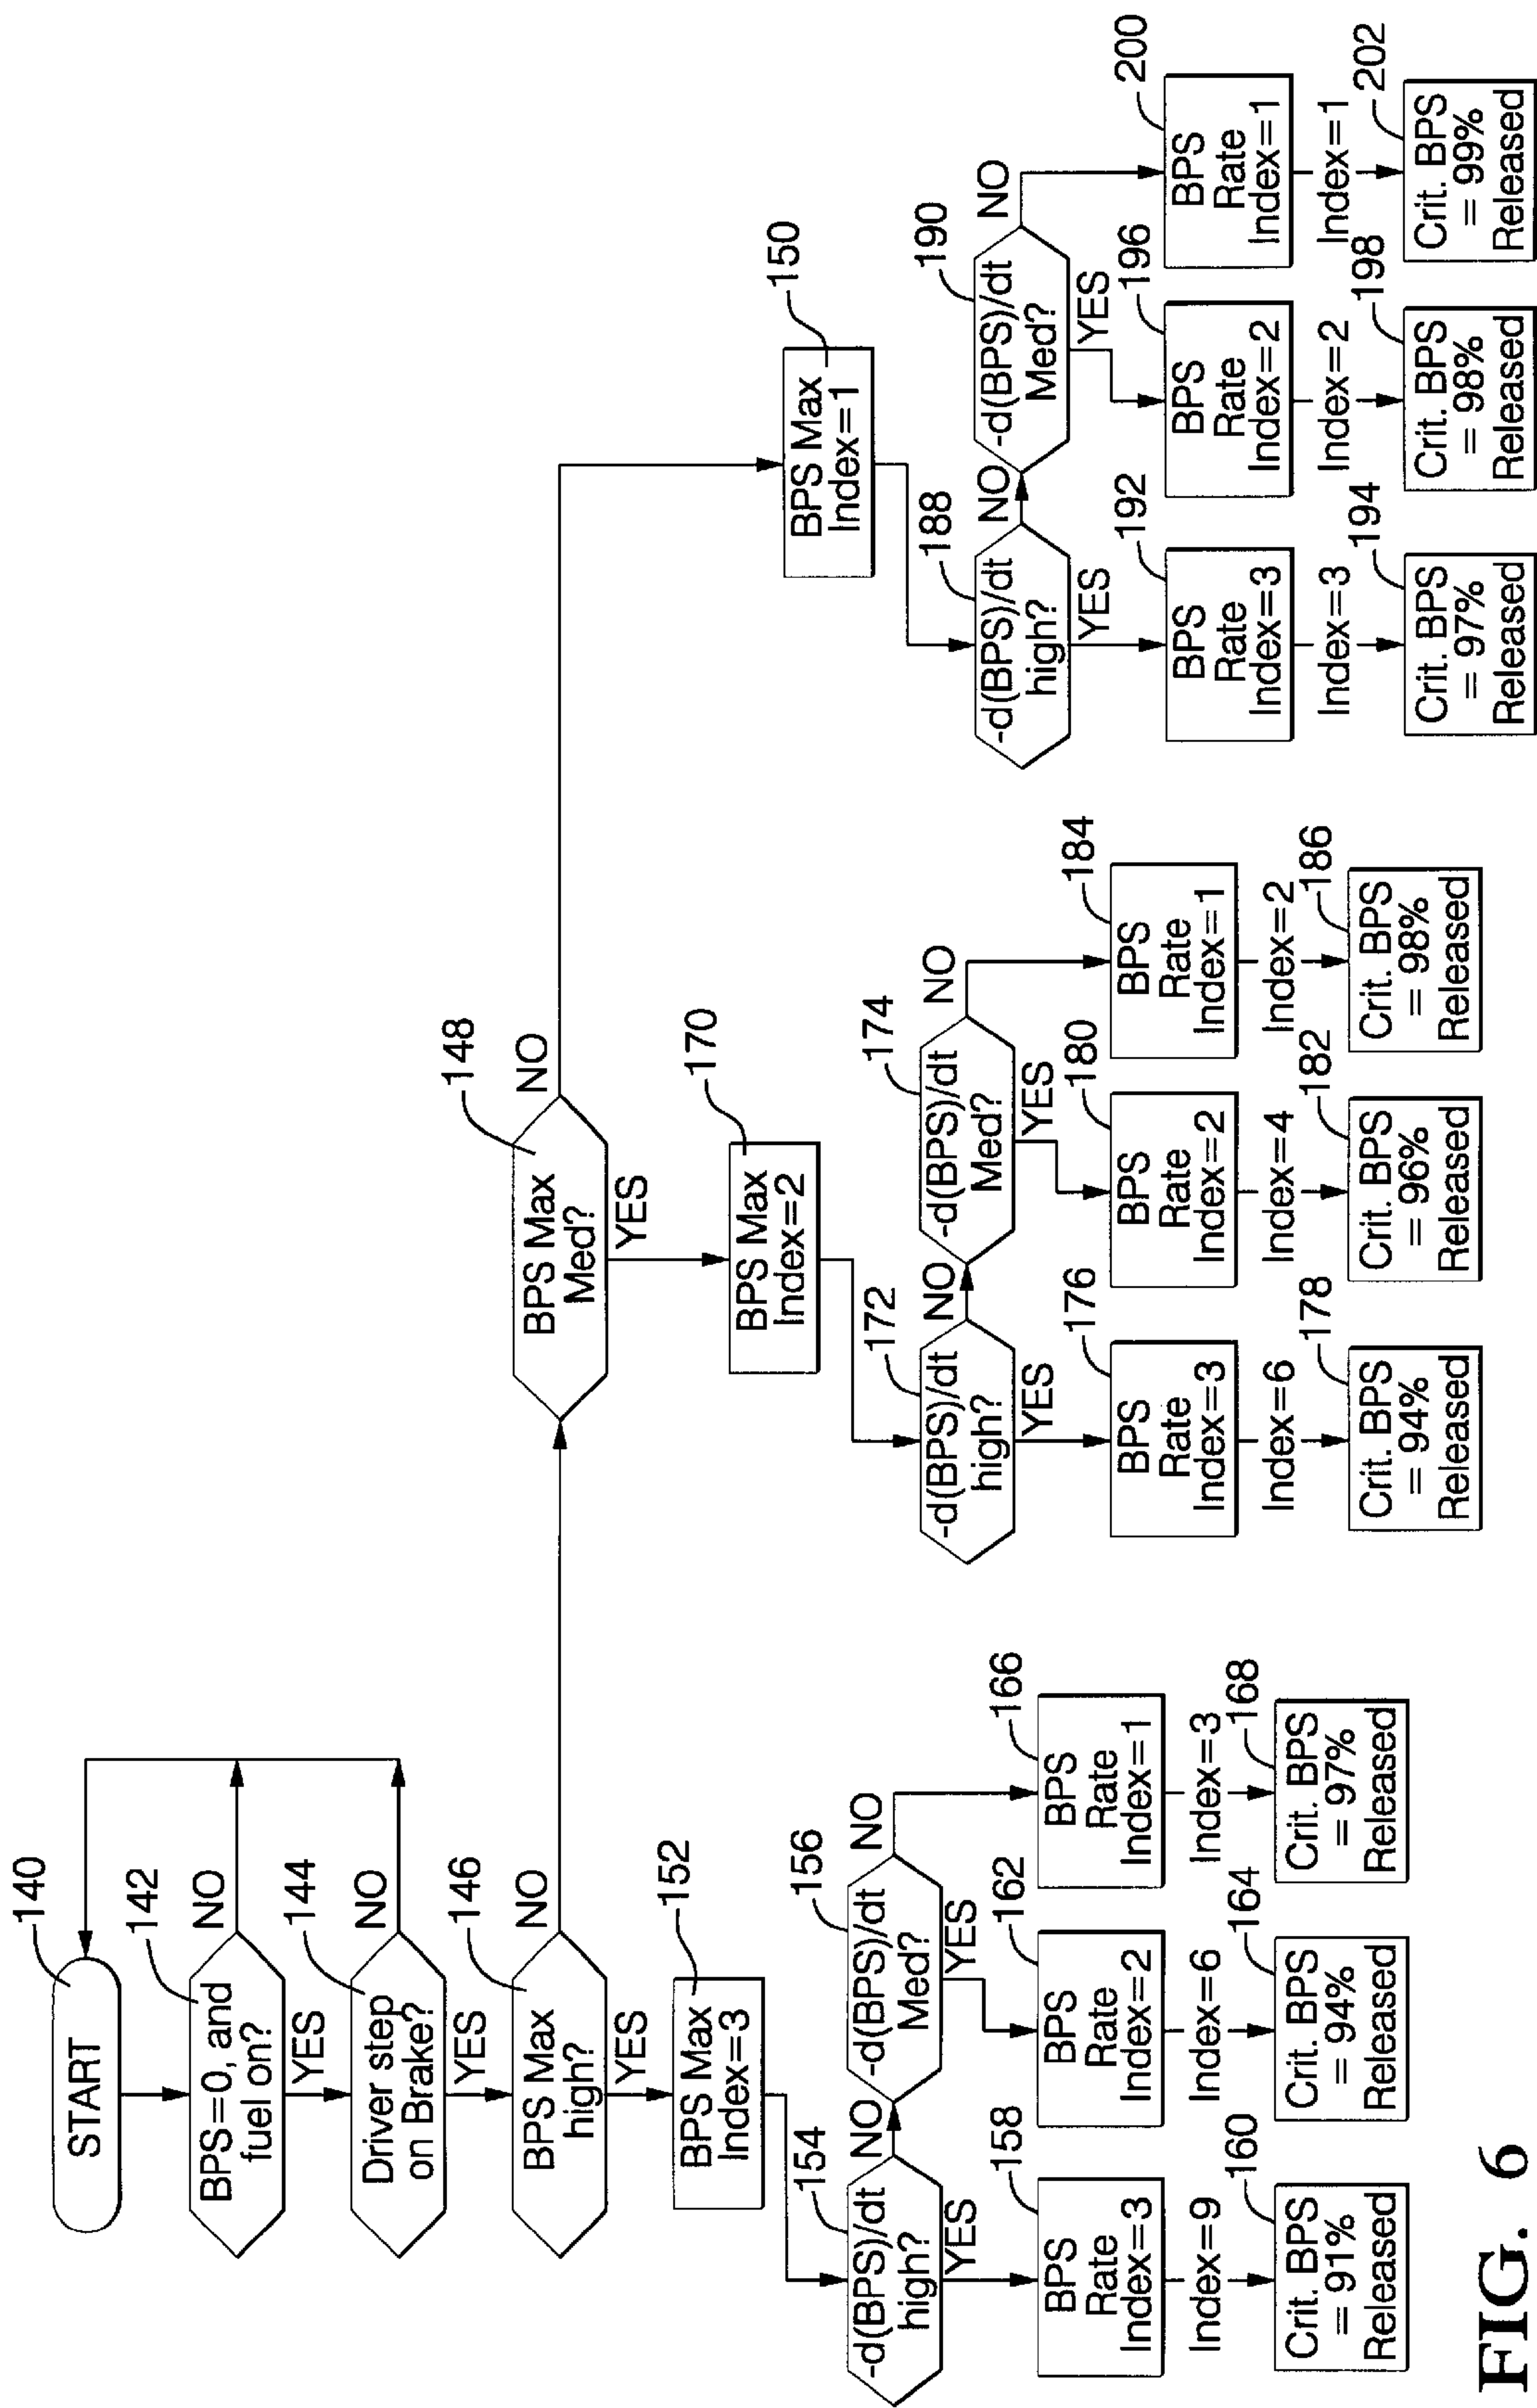 140
START
142
BPS=0, and
fuel on?
NO
YES
144
Driver step
on Brake?
NO
YES
146
BPS Max
high?
NO
YES
148
BPS Max
Med?
NO
YES
152
BPS Max
Index=3
170
BPS Max
Index=2
150
BPS Max
Index=1
154
-d(BPS)/dt
high?
NO
YES
156
-d(BPS)/dt
Med?
NO
YES
158
BPS
Rate
Index=3
162
BPS
Rate
Index=2
166
BPS
Rate
Index=1
Index=9
Index=6
Index=3
160
Crit. BPS
= 91%
Released
164
Crit. BPS
= 94%
Released
168
Crit. BPS
= 97%
Released
172
-d(BPS)/dt
high?
NO
YES
174
-d(BPS)/dt
Med?
NO
YES
176
BPS
Rate
Index=3
180
BPS
Rate
Index=2
184
BPS
Rate
Index=1
Index=6
Index=4
Index=2
178
Crit. BPS
= 94%
Released
182
Crit. BPS
= 96%
Released
186
Crit. BPS
= 98%
Released
188
-d(BPS)/dt
high?
NO
YES
190
-d(BPS)/dt
Med?
NO
YES
192
BPS
Rate
Index=3
196
BPS
Rate
Index=2
200
BPS
Rate
Index=1
Index=3
Index=2
Index=1
194
Crit. BPS
= 97%
Released
198
Crit. BPS
= 98%
Released
202
Crit. BPS
= 99%
Released
FIG. 6